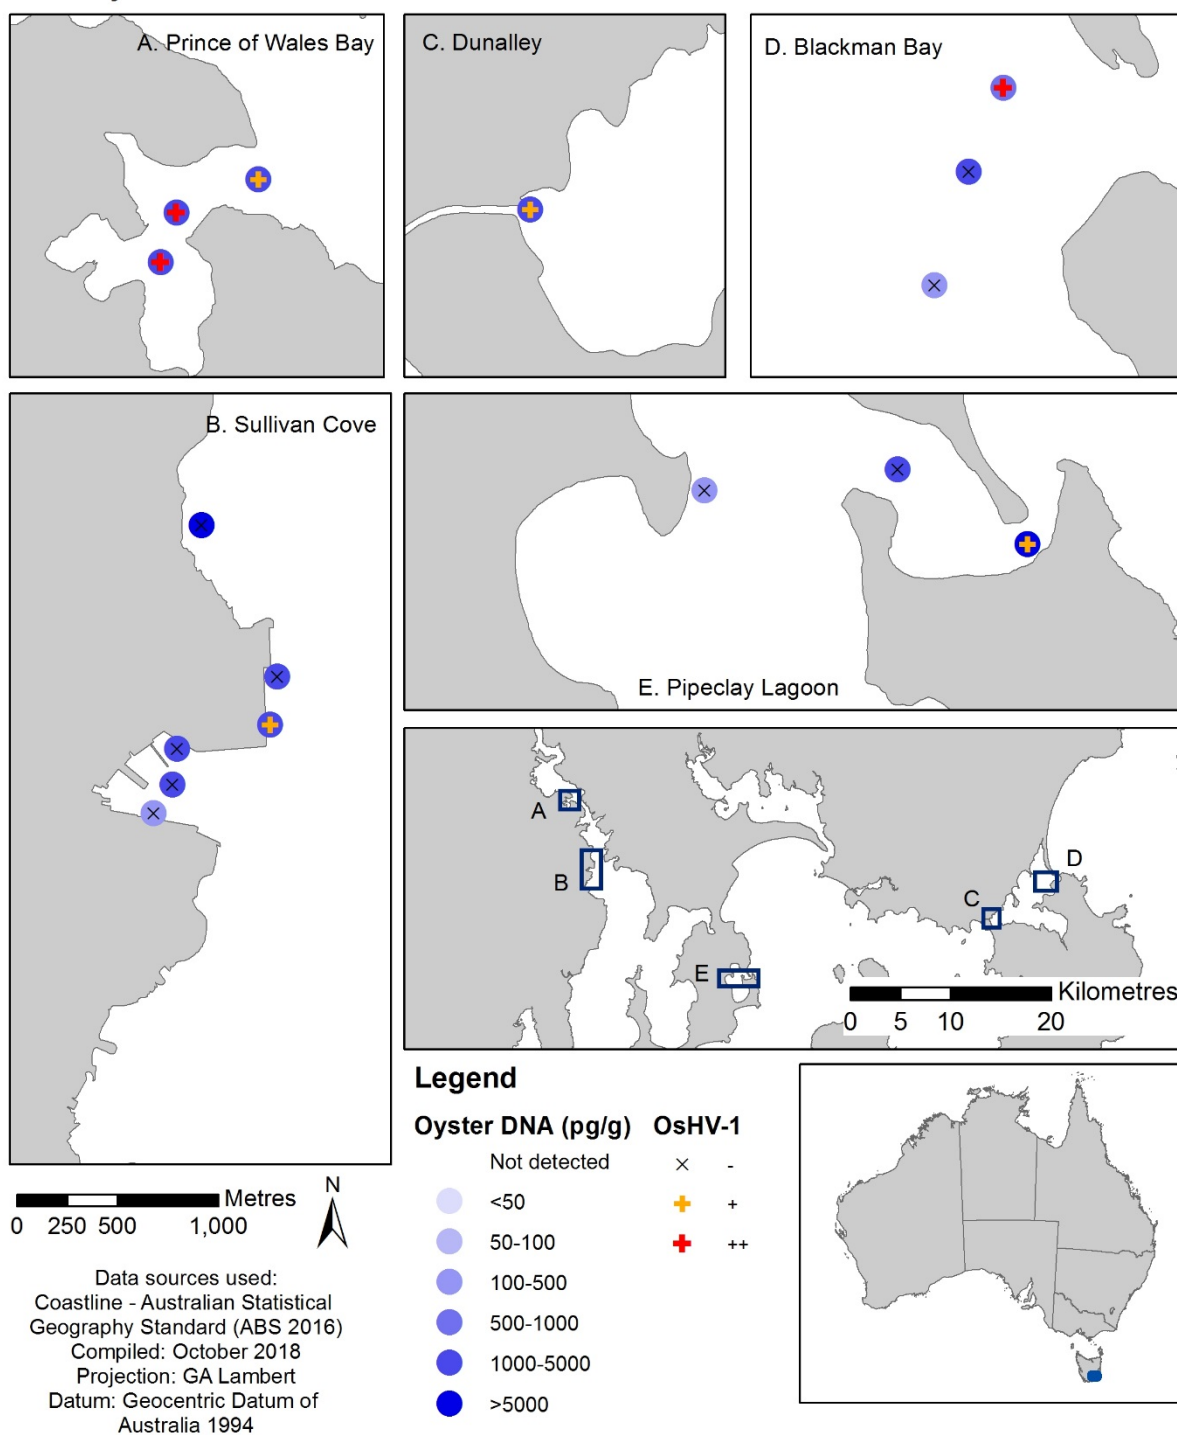 A. Prince of Wales Bay
C. Dunalley
D. Blackman Bay
B. Sullivan Cove
E. Pipeclay Lagoon
A
B
C
D
E
Kilometres
0 5 10 20
Legend
Oyster DNA (pg/g) OsHV-1
Not detected -
<50 +
50-100 ++
100-500
500-1000
1000-5000
>5000
Metres
0 250 500 1,000
N
Data sources used:
Coastline - Australian Statistical
Geography Standard (ABS 2016)
Compiled: October 2018
Projection: GA Lambert
Datum: Geocentric Datum of
Australia 1994